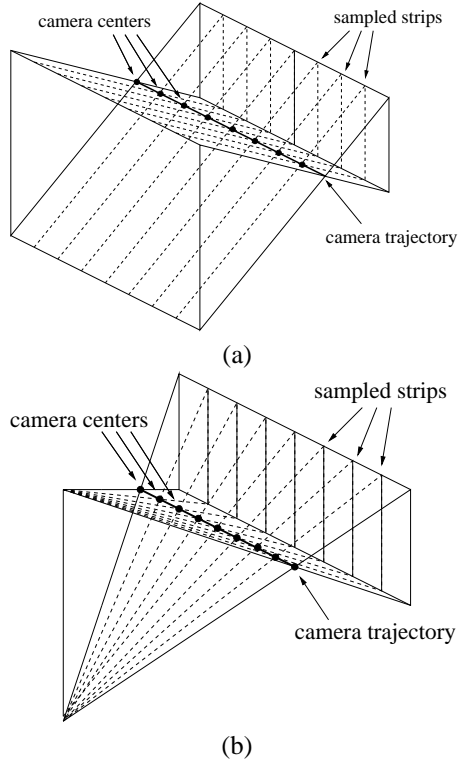 camera centers
sampled strips
camera trajectory
(a)
camera centers
sampled strips
camera trajectory
(b)